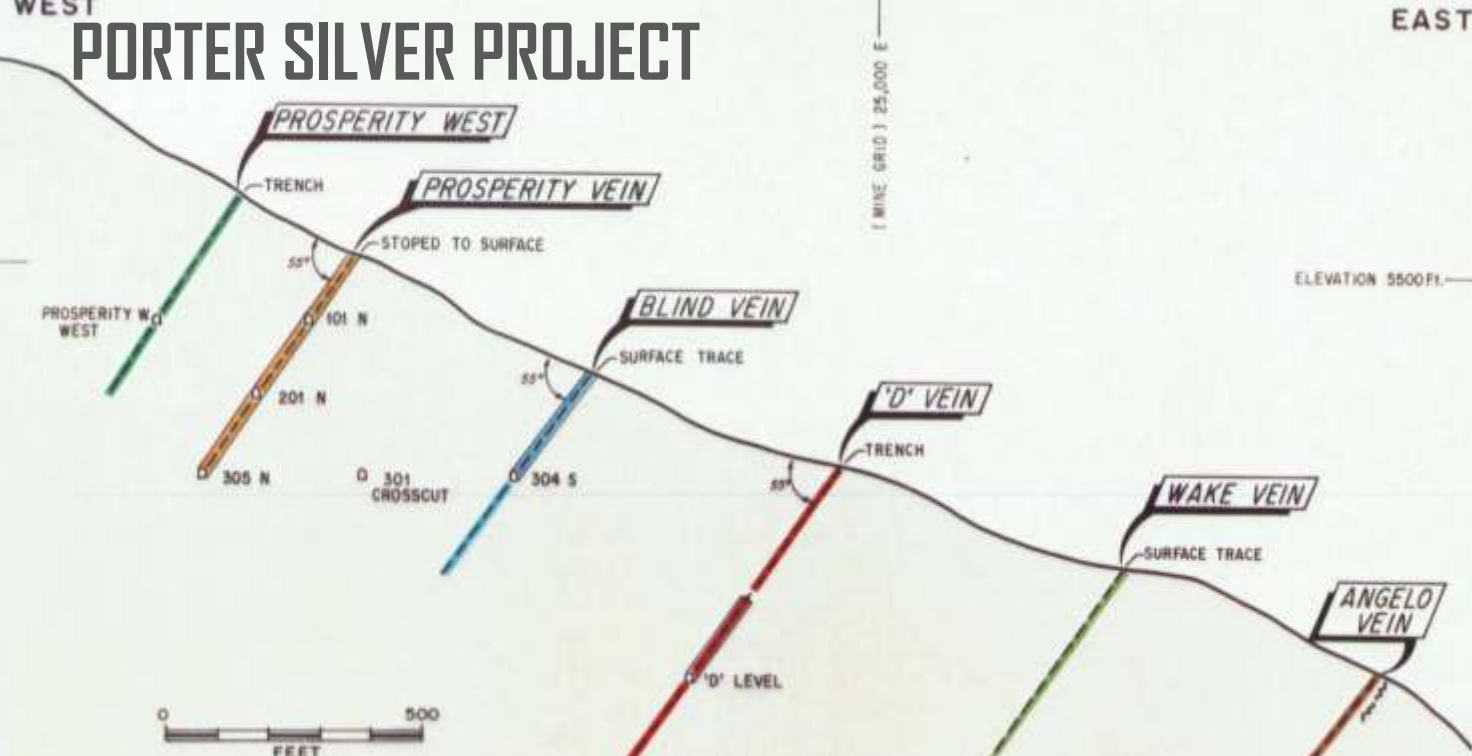 WEST
EAST
PORTER SILVER PROJECT
(MINE GRID) 25,000 E
PROSPERITY WEST
TRENCH
PROSPERITY VEIN
STOPED TO SURFACE
55°
ELEVATION 5500 Ft.
BLIND VEIN
PROSPERITY W.
WEST
101 N
SURFACE TRACE
55°
201 N
'D' VEIN
TRENCH
305 N
301
CROSSCUT
304 S
55°
WAKE VEIN
SURFACE TRACE
ANGELO
VEIN
'D' LEVEL
0
500
FEET